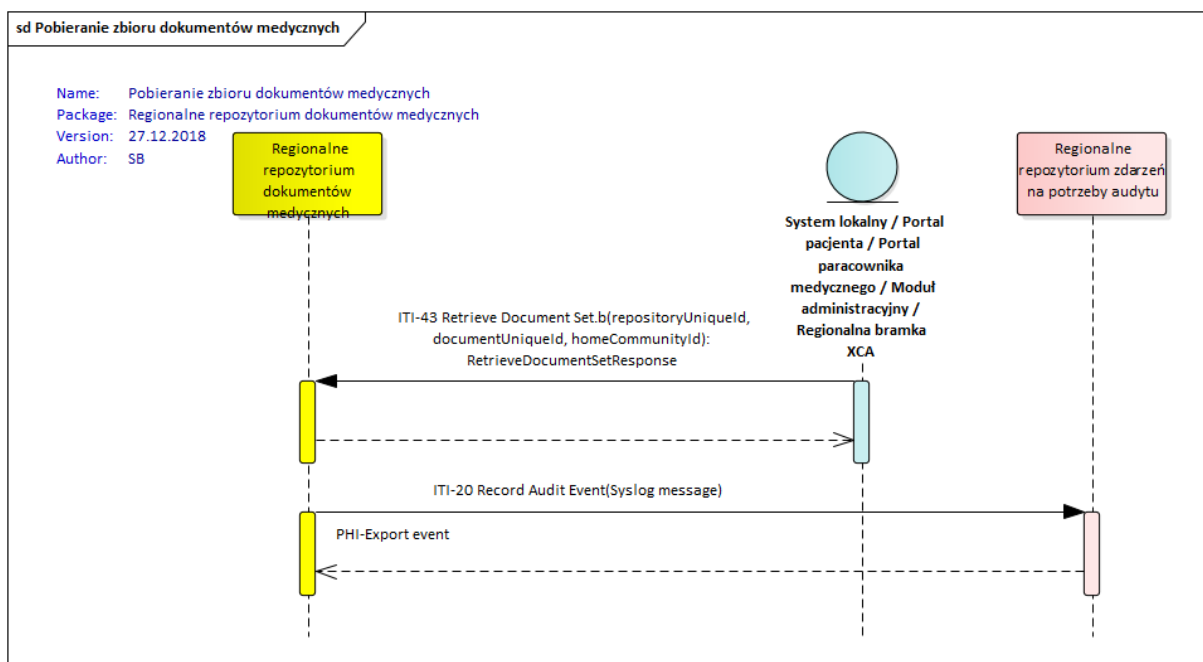 sd Pobieranie zbioru dokumentów medycznych
Name: Pobieranie zbioru dokumentów medycznych
Package: Regionalne repozytorium dokumentów medycznych
Version: 27.12.2018
Author: SB
Regionalne
repozytorium
dokumentów
medycznych
System lokalny / Portal
pacjenta / Portal
paracownika
medycznego / Moduł
administracyjny /
Regionalna bramka
XCA
Regionalne
repozytorium zdarzeń
na potrzeby audytu
ITI-43 Retrieve Document Set.b(repositoryUniqueId,
documentUniqueId, homeCommunityId):
RetrieveDocumentSetResponse
ITI-20 Record Audit Event(Syslog message)
PHI-Export event